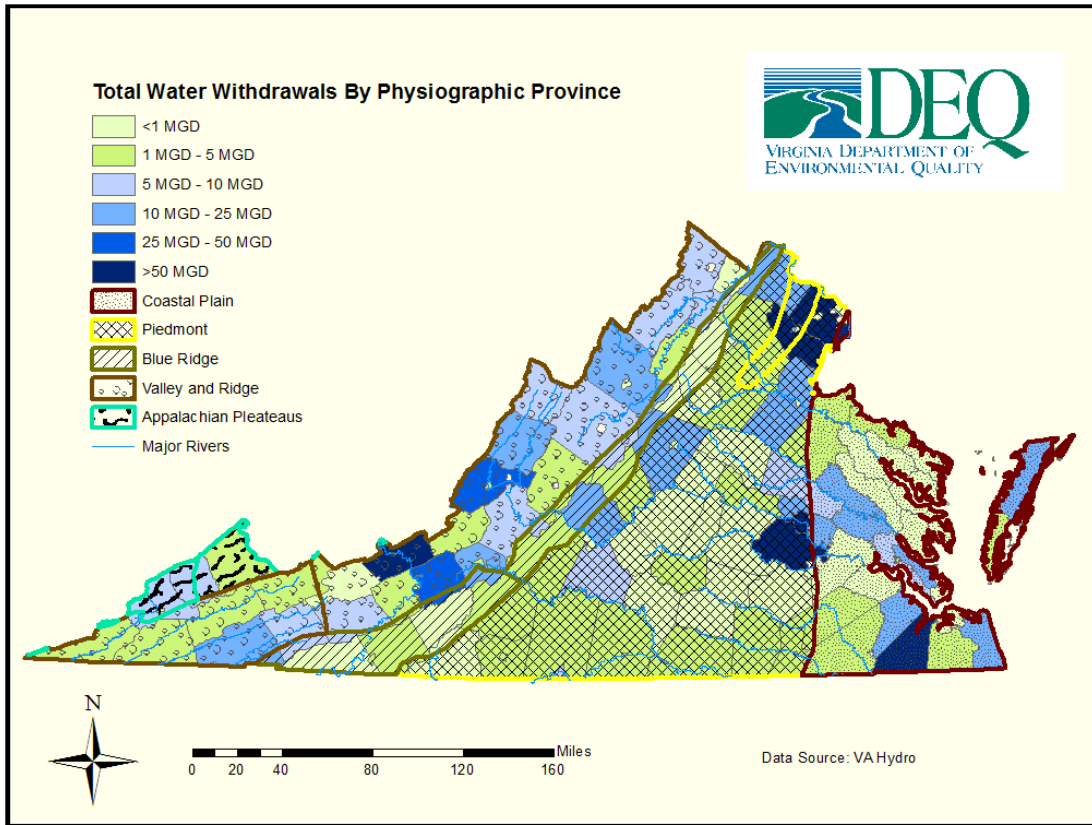 Total Water Withdrawals By Physiographic Province
<1 MGD
1 MGD - 5 MGD
5 MGD - 10 MGD
10 MGD - 25 MGD
25 MGD - 50 MGD
>50 MGD
Coastal Plain
Piedmont
Blue Ridge
Valley and Ridge
Appalachian Pleateaus
Major Rivers
DEQ
VIRGINIA DEPARTMENT OF
ENVIRONMENTAL QUALITY
N
Miles
0 20 40 80 120 160
Data Source: VA Hydro